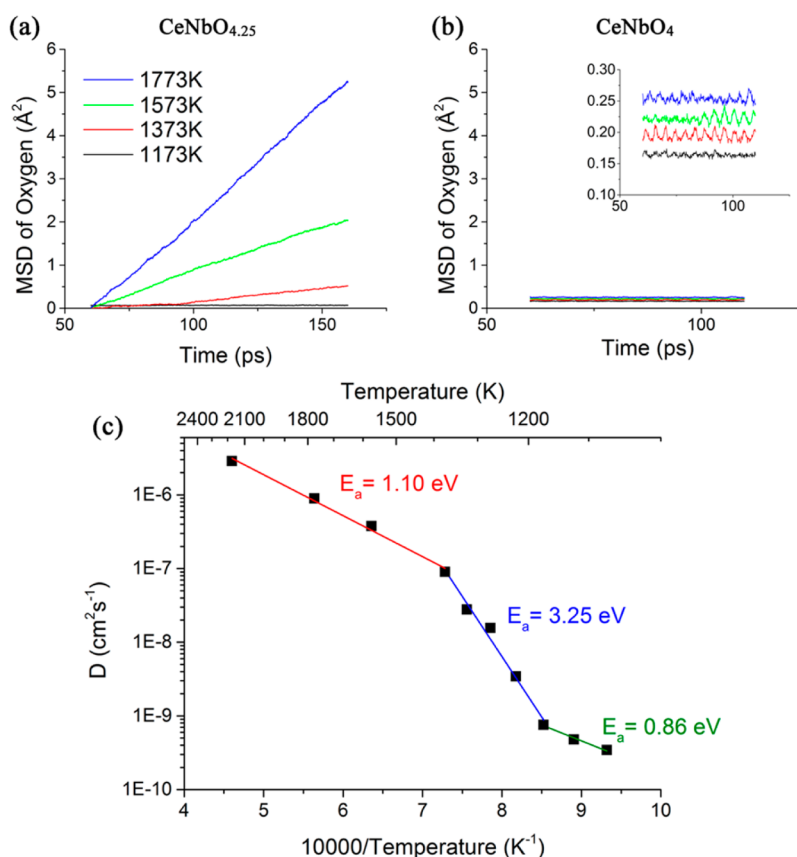 (a) CeNbO4.25
(b) CeNbO4
MSD of Oxygen (Å2)
6
5
4
3
2
1
0
1773K
1573K
1373K
1173K
50 100 150
Time (ps)
MSD of Oxygen (Å2)
6
5
4
3
2
1
0
0.30
0.25
0.20
0.15
0.10
50 100
50 100
Time (ps)
(c)
Temperature (K)
2400 2100 1800 1500 1200
D (cm2s-1)
1E-6
1E-7
1E-8
1E-9
1E-10
Ea= 1.10 eV
Ea= 3.25 eV
Ea= 0.86 eV
4 5 6 7 8 9 10
10000/Temperature (K-1)